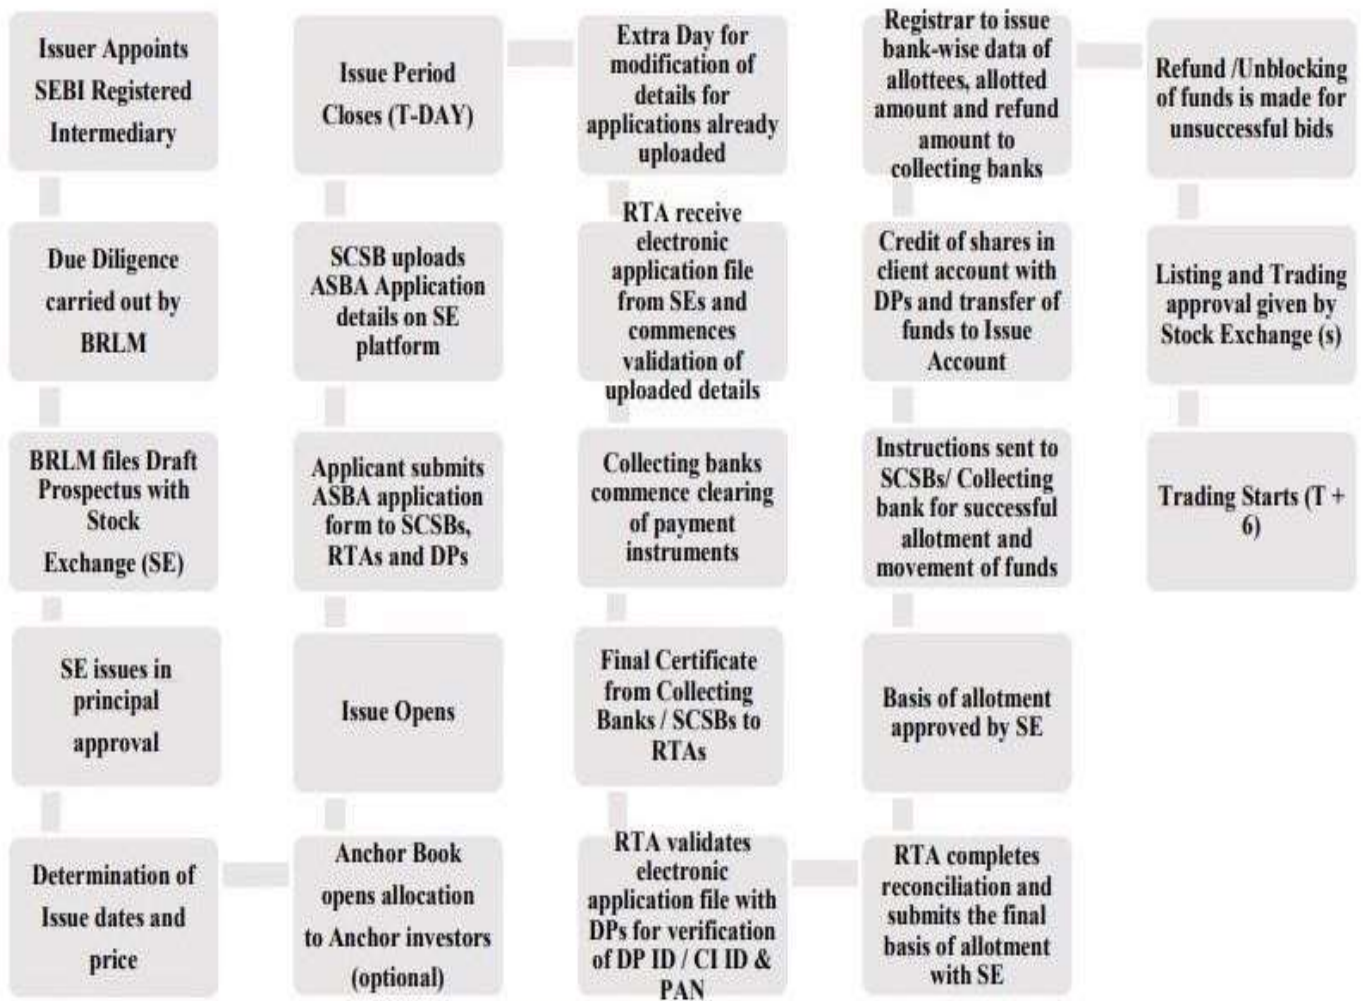 Issuer Appoints
SEBI Registered
Intermediary
Due Diligence
carried out by
BRLM
BRLM files Draft
Prospectus with
Stock
Exchange (SE)
SE issues in
principal
approval
Determination of
Issue dates and
price
Anchor Book
opens allocation
to Anchor investors
(optional)
Issue Opens
Applicant submits
ASBA application
form to SCSBs,
RTAs and DPs
SCSB uploads
ASBA Application
details on SE
platform
Issue Period
Closes (T-DAY)
Extra Day for
modification of
details for
applications already
uploaded
RTA receive
electronic
application file
from SEs and
commences
validation of
uploaded details
Collecting banks
commence clearing
of payment
instruments
Final Certificate
from Collecting
Banks / SCSBs to
RTAs
RTA validates
electronic
application file with
DPs for verification
of DP ID / CI ID &
PAN
RTA completes
reconciliation and
submits the final
basis of allotment
with SE
Basis of allotment
approved by SE
Instructions sent to
SCSBs/ Collecting
bank for successful
allotment and
movement of funds
Credit of shares in
client account with
DPs and transfer of
funds to Issue
Account
Registrar to issue
bank-wise data of
allottees, allotted
amount and refund
amount to
collecting banks
Refund /Unblocking
of funds is made for
unsuccessful bids
Listing and Trading
approval given by
Stock Exchange (s)
Trading Starts (T +
6)